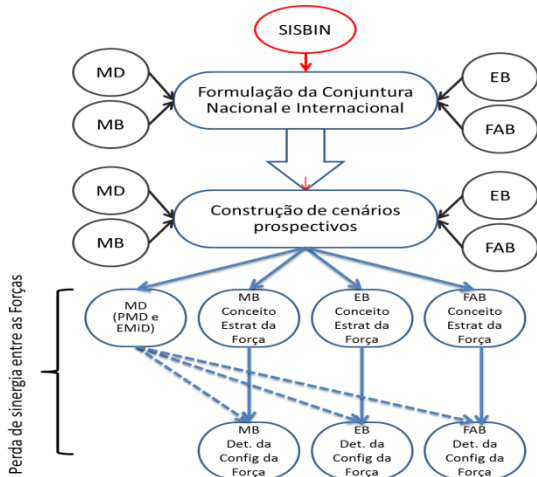 SISBIN
MD
Formulação da Conjuntura
Nacional e Internacional
EB
MB
FAB
MD
Construção de cenários
prospectivos
EB
MB
FAB
Perda de sinergia entre as Forças
MD
(PMD e
EMiD)
MB
Conceito
Estrat da
Força
EB
Conceito
Estrat da
Força
FAB
Conceito
Estrat da
Força
MB
Det. da
Config da
Força
EB
Det. da
Config da
Força
FAB
Det. da
Config da
Força